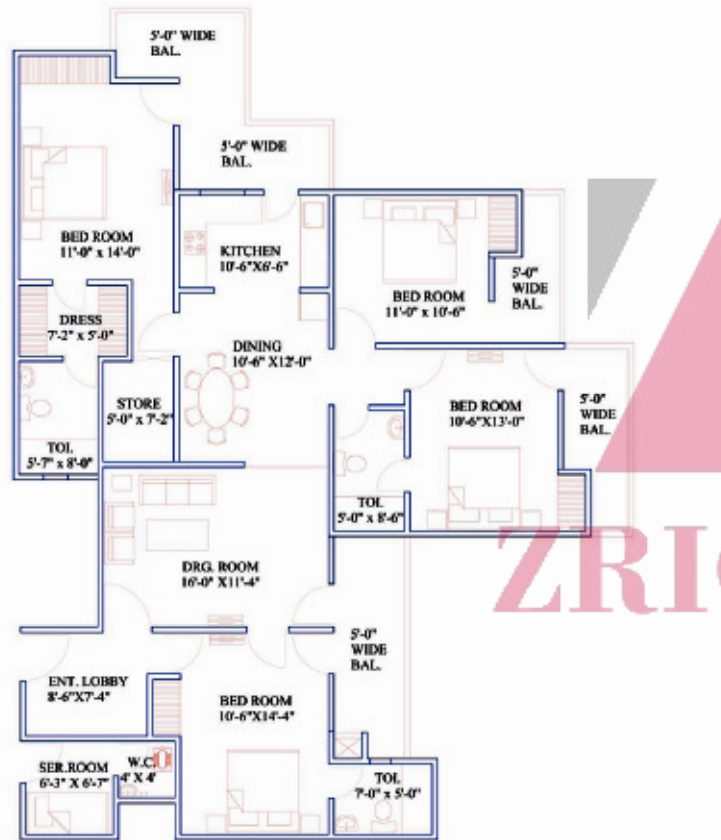 5'-0" WIDE
BAL.
5'-0" WIDE
BAL.
BED ROOM
11'-0" x 14'-0"
KITCHEN
10'-6"X6'-6"
BED ROOM
11'-0" x 10'-6"
5'-0"
WIDE
BAL.
DRESS
7'-2" x 5'-0"
DINING
10'-6" X12'-0"
STORE
5'-0" x 7'-2"
BED ROOM
10'-6"X13'-0"
5'-0"
WIDE
BAL.
TOI.
5'-7" x 8'-0"
TOI.
5'-0" x 8'-6"
DRG. ROOM
16'-0" X11'-4"
ZRI
5'-0"
WIDE
BAL.
ENT. LOBBY
8'-6"X7'-4"
BED ROOM
10'-6"X14'-4"
SER.ROOM
6'-3" X 6'-7"
W.C.
4' X 4'
TOI.
7'-0" x 5'-0"